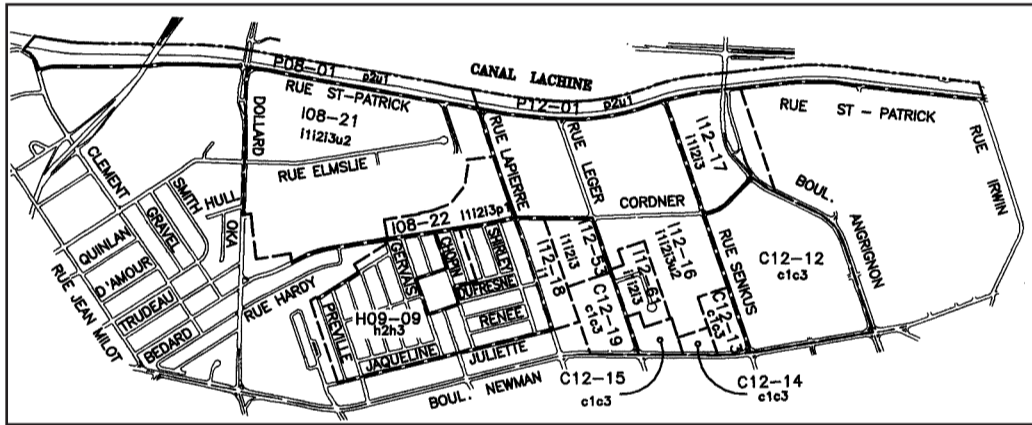 P08-01 p2u1
CANAL LACHINE
P12-01 p2u1
RUE ST-PATRICK
RUE ST - PATRICK
DOLLARD
I08-21
i1i2i3u2
RUE LAPIERRE
RUE LEGER
I12-17
i1i2i3
RUE IRWIN
CLEMENT
SMITH
HULL
RUE ELMSLIE
CORDNER
BOUL. ANGRIGNON
GRAVEL
OKA
I08-22
QUINLAN
GERVAIS
CHOPIN
SHIRLEY
I12-18
i1
i1i2i3
I12-53
I12-16
i1i2i3u2
RUE SENKUS
C12-12
c1c3
D'AMOUR
RUE HARDY
I12-61
i1i2i3
RUE JEAN MILOT
TRUDEAU
PREVILLE
H09-09
h2h3
DUFRESNE
RENEE
C12-19
c1c3
C12-13
c1c3
BEDARD
JAQUELINE
JULIETTE
BOUL. NEWMAN
C12-15
c1c3
C12-14
c1c3